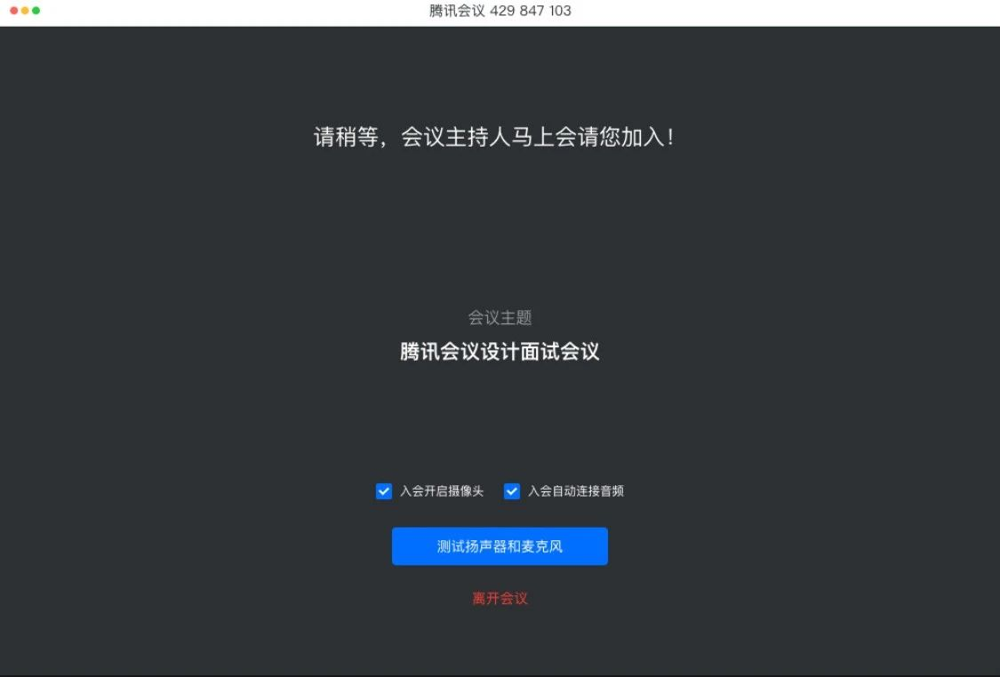 腾讯会议 429 847 103
请稍等，会议主持人马上会请您加入！
会议主题
腾讯会议设计面试会议
入会开启摄像头 入会自动连接音频
测试扬声器和麦克风
离开会议